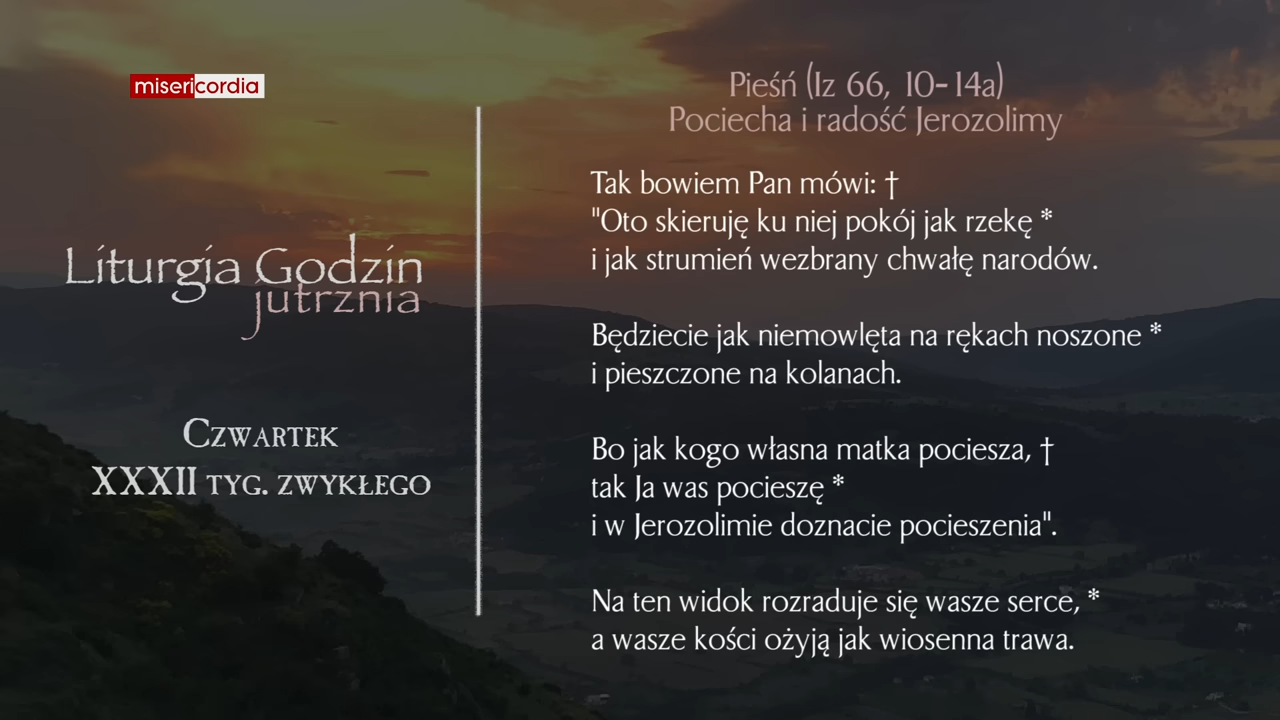 misericordia
Liturgia Godzin
jutrznia
Czwartek
XXXII tyg. zwykłego
Pieśń (Iz 66, 10-14a)
Pociecha i radość Jerozolimy
Tak bowiem Pan mówi: †
"Oto skieruję ku niej pokój jak rzekę *
i jak strumień wezbrany chwałę narodów.
Będziecie jak niemowlęta na rękach noszone *
i pieszczone na kolanach.
Bo jak kogo własna matka pociesza, †
tak Ja was pocieszę *
i w Jerozolimie doznacie pocieszenia".
Na ten widok rozraduje się wasze serce, *
a wasze kości ożyją jak wiosenna trawa.